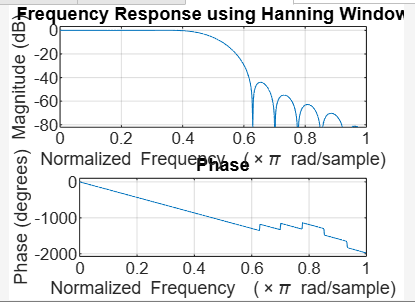 Frequency Response using Hanning Window
Magnitude (dB)
0
-20
-40
-60
-80
0 0.2 0.4 0.6 0.8 1
Normalized Frequency (× π rad/sample)
Phase
Phase (degrees)
0
-1000
-2000
0 0.2 0.4 0.6 0.8 1
Normalized Frequency (× π rad/sample)